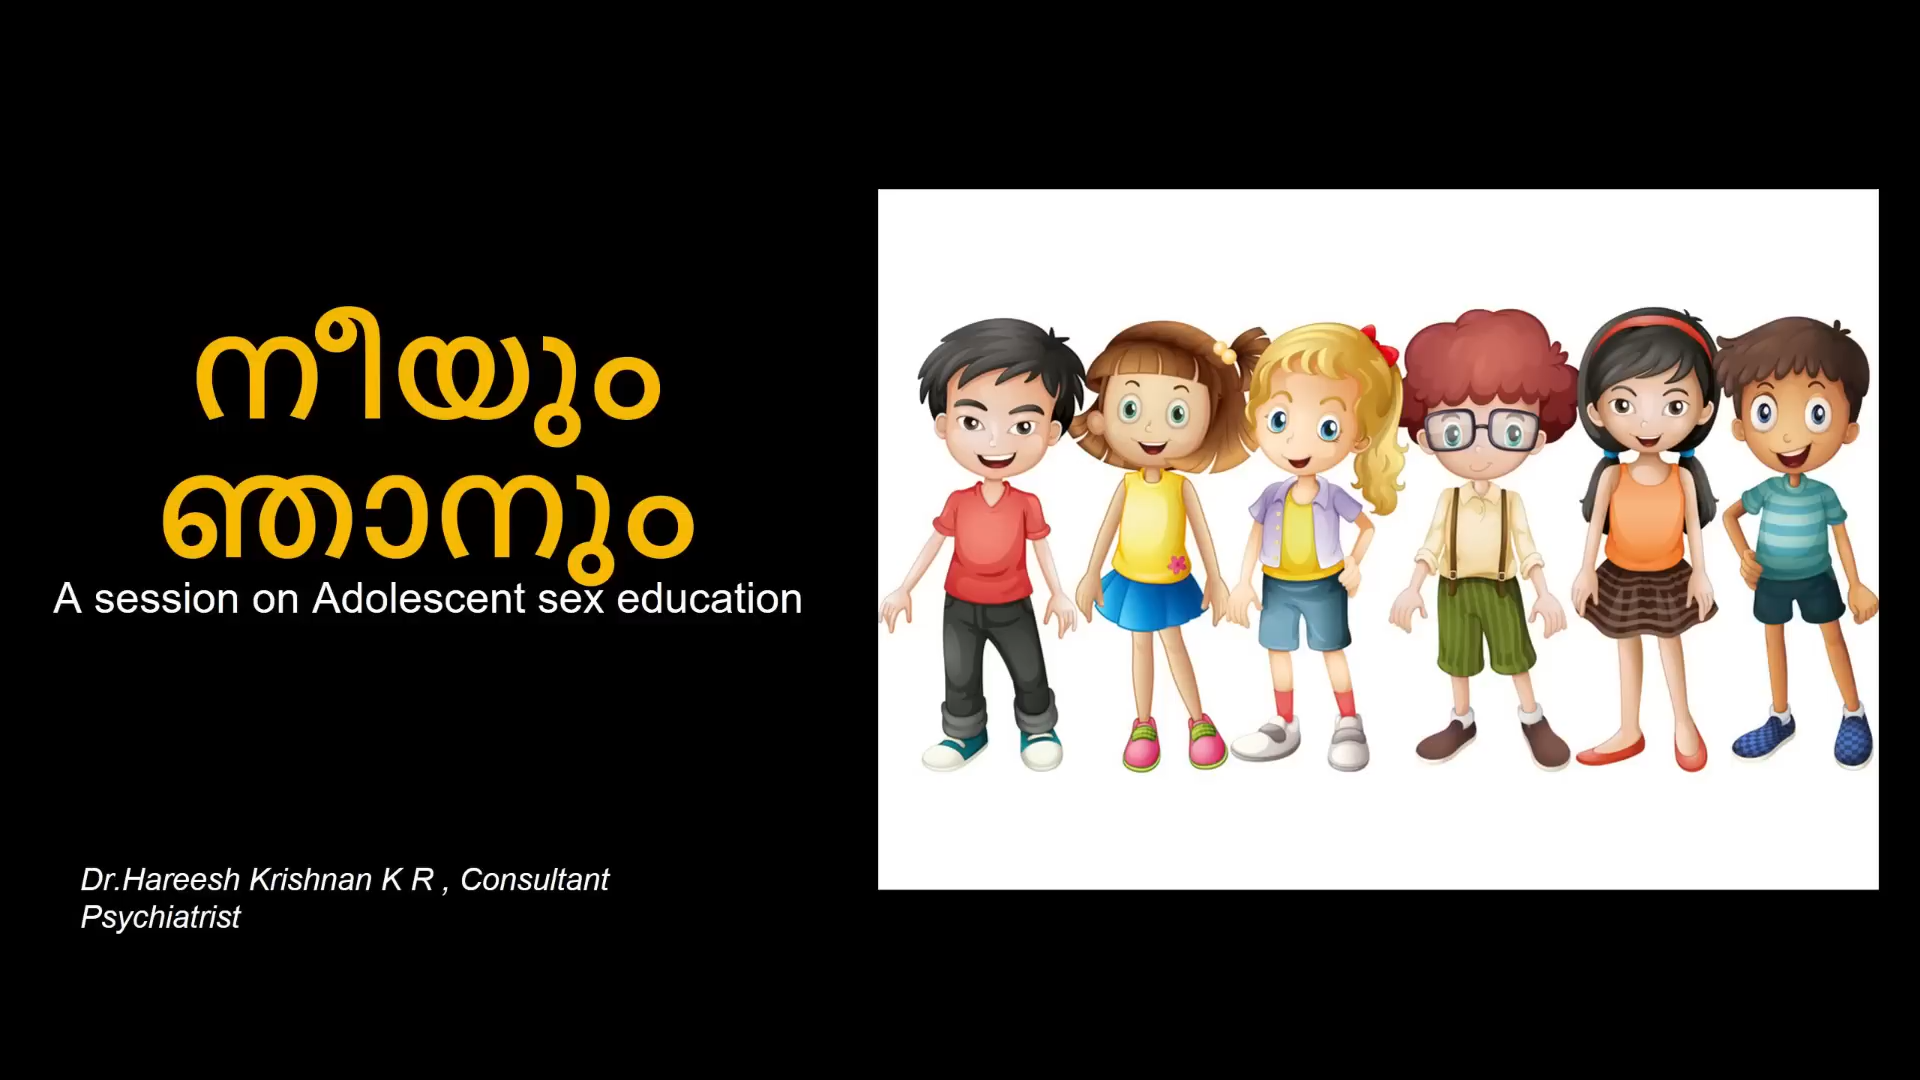 നീയും
ഞാനും
A session on Adolescent sex education
Dr.Hareesh Krishnan K R , Consultant
Psychiatrist